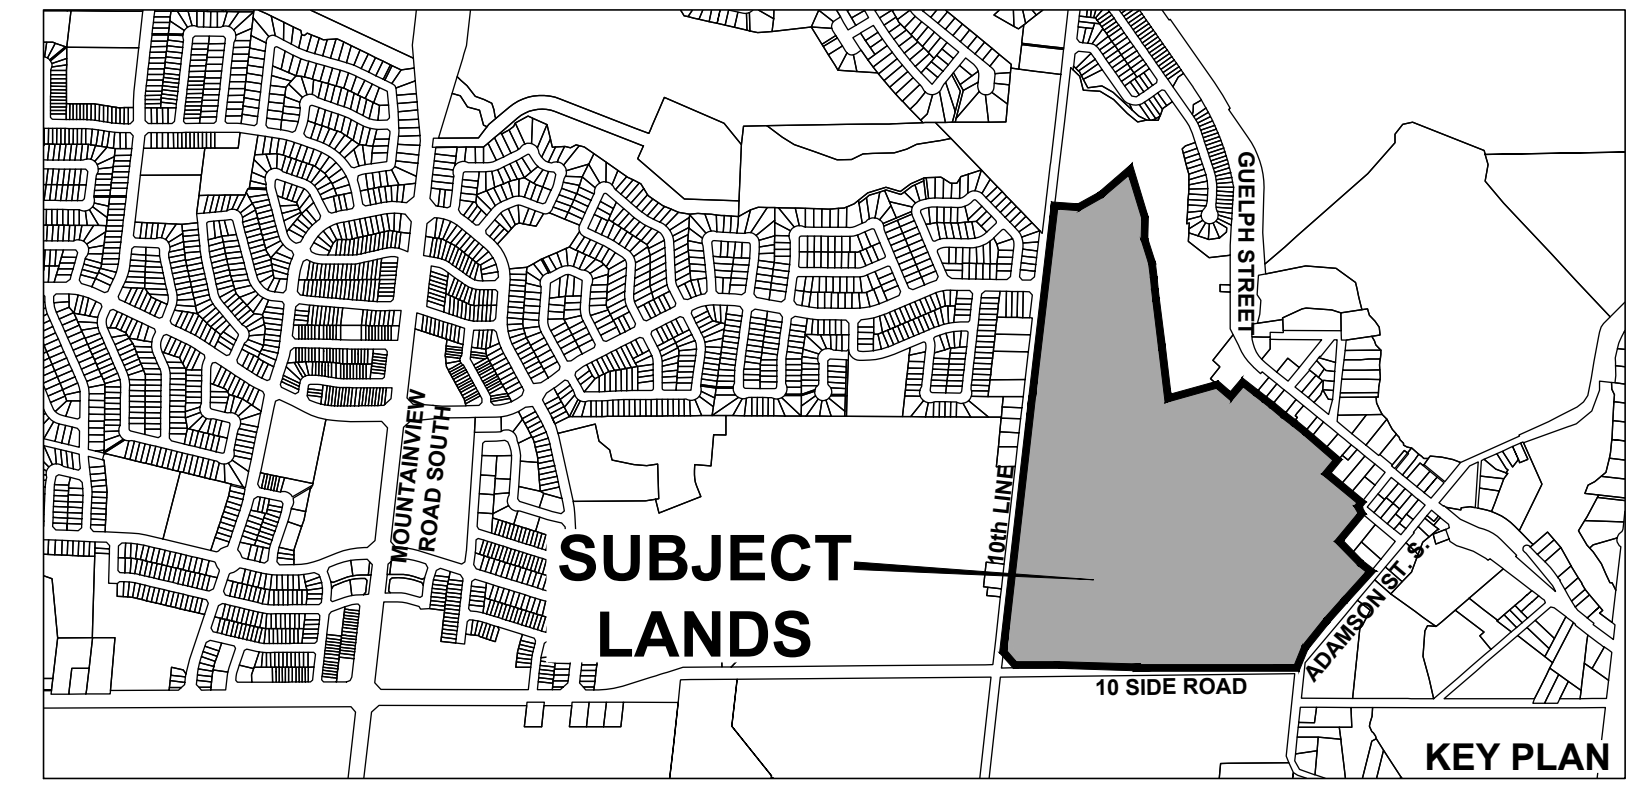 GUELPH STREET
MOUNTAINVIEW
ROAD SOUTH
10th LINE
SUBJECT
LANDS
ADAMSON ST. S.
10 SIDE ROAD
KEY PLAN